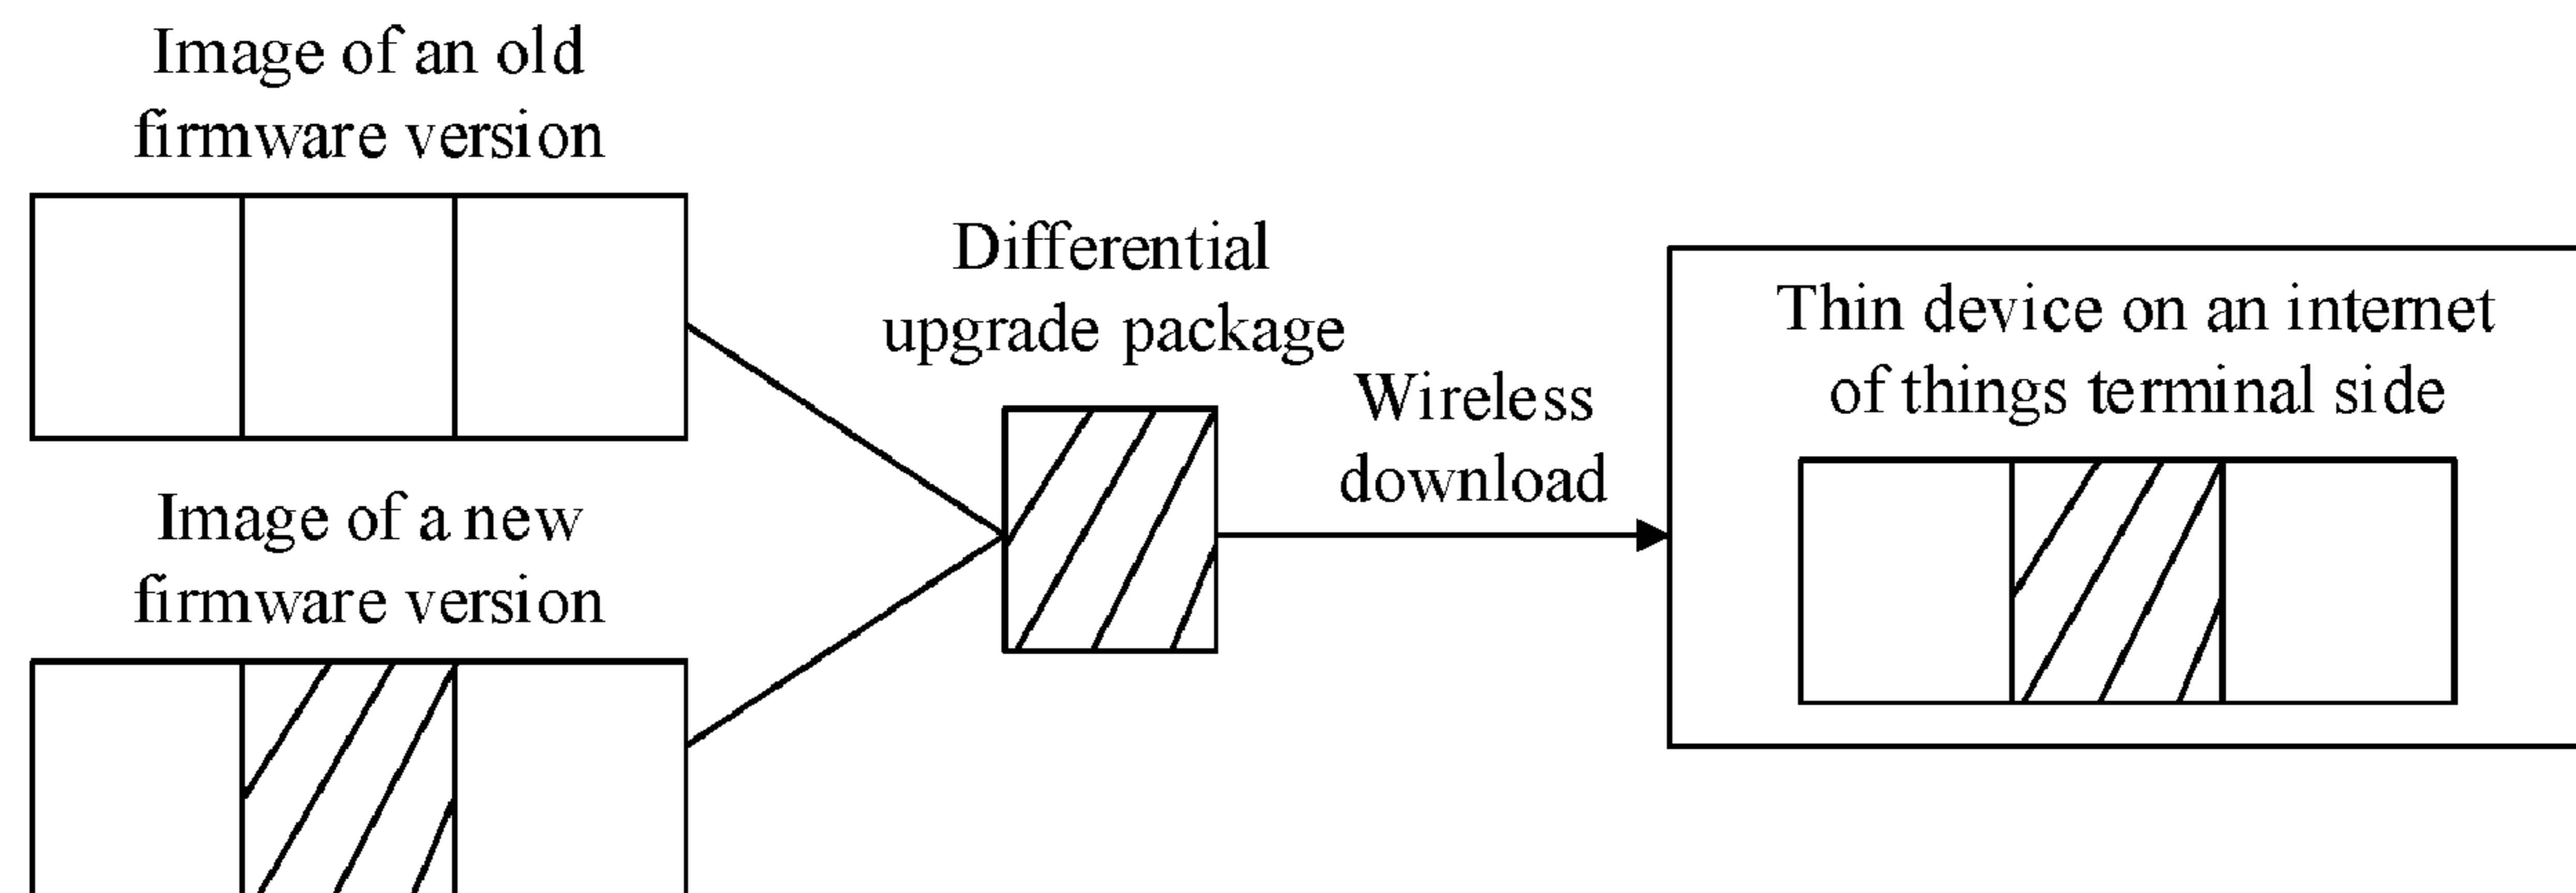 Image of an old
firmware version
Image of a new
firmware version
Differential
upgrade package
Wireless
download
Thin device on an internet
of things terminal side